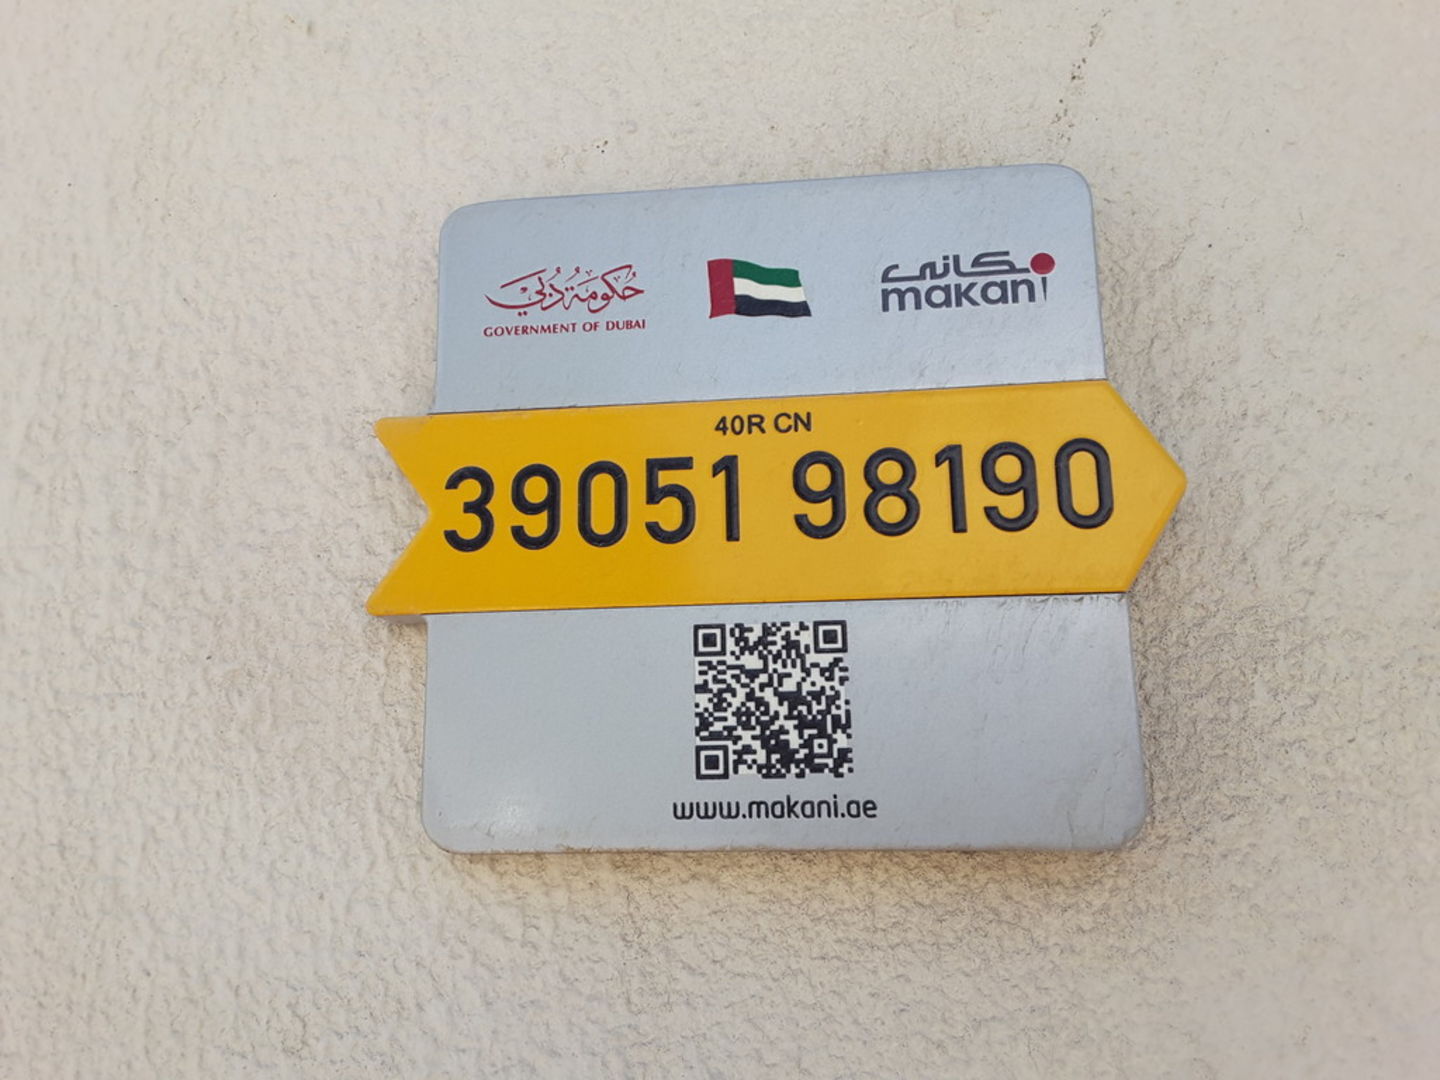 حكومة دبي
GOVERNMENT OF DUBAI
مكاني
makani
40R CN
39051 98190
www.makani.ae